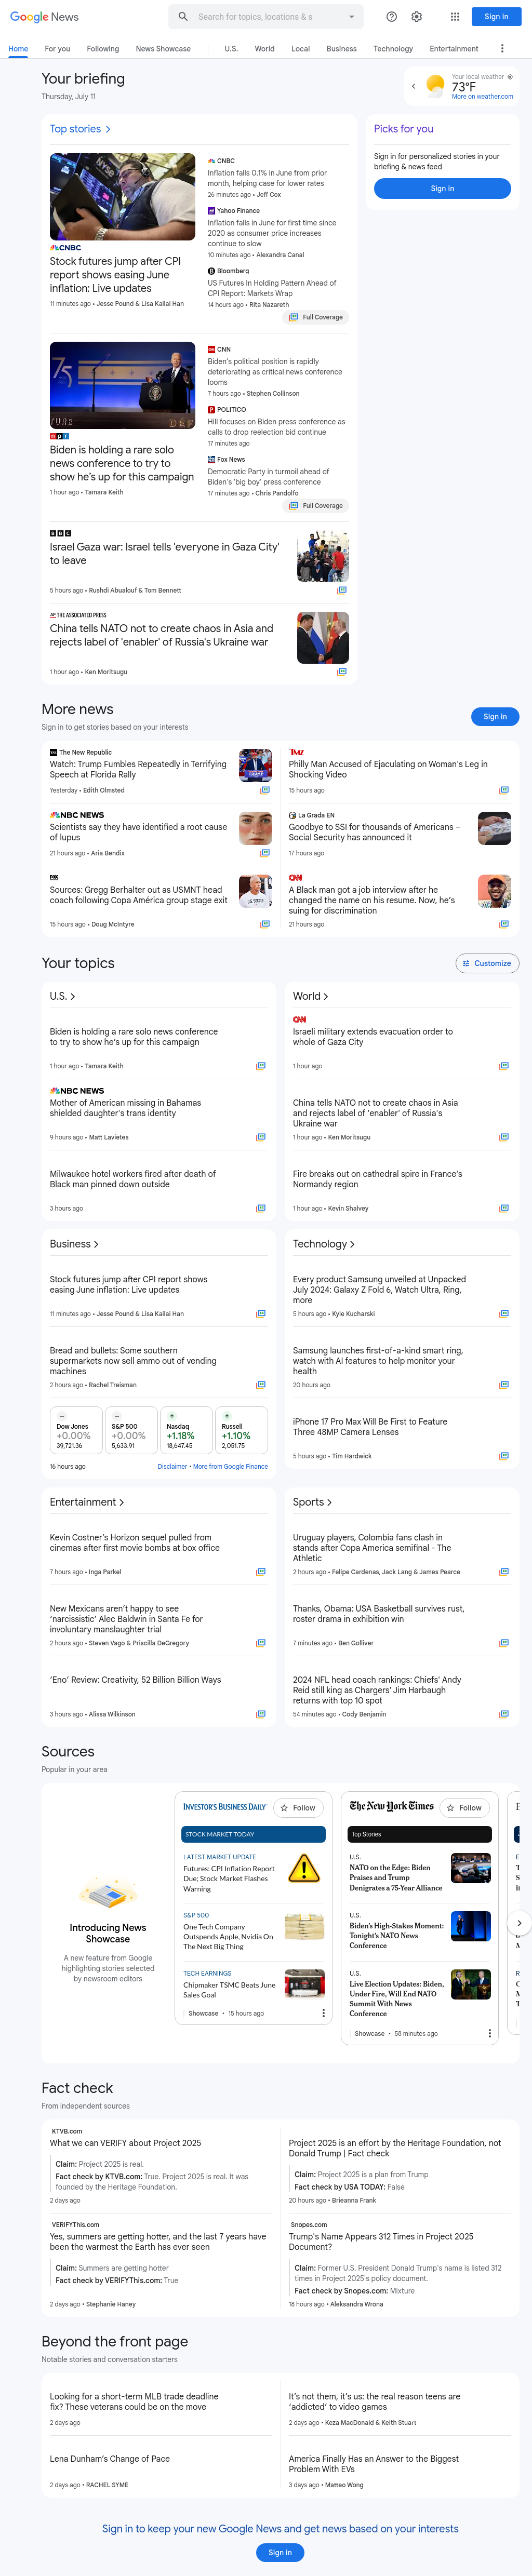 Google News
Search for topics, locations & s
Sign in
Home
For you
Following
News Showcase
U.S.
World
Local
Business
Technology
Entertainment
Your briefing
Thursday, July 11
Your local weather
73°F
More on weather.com
Top stories
CNBC
Stock futures jump after CPI
report shows easing June
inflation: Live updates
11 minutes ago • Jesse Pound & Lisa Kailai Han
CNBC
Inflation falls 0.1% in June from prior
month, helping case for lower rates
26 minutes ago • Jeff Cox
Yahoo Finance
Inflation falls in June for first time since
2020 as consumer price increases
continue to slow
10 minutes ago • Alexandra Canal
Bloomberg
US Futures In Holding Pattern Ahead of
CPI Report: Markets Wrap
14 hours ago • Rita Nazareth
Full Coverage
Picks for you
Sign in for personalized stories in your
briefing & news feed
Sign in
75
npr
Biden is holding a rare solo
news conference to try to
show he's up for this campaign
1 hour ago • Tamara Keith
CNN
Biden's political position is rapidly
deteriorating as critical news conference
looms
7 hours ago • Stephen Collinson
POLITICO
Hill focuses on Biden press conference as
calls to drop reelection bid continue
17 minutes ago
Fox News
Democratic Party in turmoil ahead of
Biden's 'big boy' press conference
17 minutes ago • Chris Pandolfo
Full Coverage
BBC
Israel Gaza war: Israel tells 'everyone in Gaza City'
to leave
5 hours ago • Rushdi Abualouf & Tom Bennett
AP THE ASSOCIATED PRESS
China tells NATO not to create chaos in Asia and
rejects label of 'enabler' of Russia's Ukraine war
1 hour ago • Ken Moritsugu
More news
Sign in to get stories based on your interests
Sign in
The New Republic
Watch: Trump Fumbles Repeatedly in Terrifying
Speech at Florida Rally
Yesterday • Edith Olmsted
TMZ
Philly Man Accused of Ejaculating on Woman's Leg in
Shocking Video
15 hours ago
NBC NEWS
Scientists say they have identified a root cause
of lupus
21 hours ago • Aria Bendix
La Grada EN
Goodbye to SSI for thousands of Americans –
Social Security has announced it
17 hours ago
FOX
Sources: Gregg Berhalter out as USMNT head
coach following Copa América group stage exit
15 hours ago • Doug McIntyre
CNN
A Black man got a job interview after he
changed the name on his resume. Now, he's
suing for discrimination
21 hours ago
Your topics
Customize
U.S.
Biden is holding a rare solo news conference
to try to show he's up for this campaign
1 hour ago • Tamara Keith
NBC NEWS
Mother of American missing in Bahamas
shielded daughter's trans identity
9 hours ago • Matt Lavietes
Milwaukee hotel workers fired after death of
Black man pinned down outside
3 hours ago
World
CNN
Israeli military extends evacuation order to
whole of Gaza City
1 hour ago
China tells NATO not to create chaos in Asia
and rejects label of 'enabler' of Russia's
Ukraine war
1 hour ago • Ken Moritsugu
Fire breaks out on cathedral spire in France's
Normandy region
1 hour ago • Kevin Shalvey
Business
Stock futures jump after CPI report shows
easing June inflation: Live updates
11 minutes ago • Jesse Pound & Lisa Kailai Han
Bread and bullets: Some southern
supermarkets now sell ammo out of vending
machines
2 hours ago • Rachel Treisman
Dow Jones
+0.00%
39,721.36
S&P 500
+0.00%
5,633.91
Nasdaq
+1.18%
18,647.45
Russell
+1.10%
2,051.75
16 hours ago
Disclaimer • More from Google Finance
Technology
Every product Samsung unveiled at Unpacked
July 2024: Galaxy Z Fold 6, Watch Ultra, Ring,
more
5 hours ago • Kyle Kucharski
Samsung launches first-of-a-kind smart ring,
watch with AI features to help monitor your
health
20 hours ago
iPhone 17 Pro Max Will Be First to Feature
Three 48MP Camera Lenses
5 hours ago • Tim Hardwick
Entertainment
Kevin Costner's Horizon sequel pulled from
cinemas after first movie bombs at box office
7 hours ago • Inga Parkel
New Mexicans aren't happy to see
'narcissistic' Alec Baldwin in Santa Fe for
involuntary manslaughter trial
2 hours ago • Steven Vago & Priscilla DeGregory
'Eno' Review: Creativity, 52 Billion Billion Ways
3 hours ago • Alissa Wilkinson
Sports
Uruguay players, Colombia fans clash in
stands after Copa America semifinal - The
Athletic
2 hours ago • Felipe Cardenas, Jack Lang & James Pearce
Thanks, Obama: USA Basketball survives rust,
roster drama in exhibition win
7 minutes ago • Ben Golliver
2024 NFL head coach rankings: Chiefs' Andy
Reid still king as Chargers' Jim Harbaugh
returns with top 10 spot
54 minutes ago • Cody Benjamin
Sources
Popular in your area
Introducing News
Showcase
A new feature from Google
highlighting stories selected
by newsroom editors
INVESTOR'S BUSINESS DAILY
Follow
STOCK MARKET TODAY
LATEST MARKET UPDATE
Futures: CPI Inflation Report
Due; Stock Market Flashes
Warning
S&P 500
One Tech Company
Outspends Apple, Nvidia On
The Next Big Thing
TECH EARNINGS
Chipmaker TSMC Beats June
Sales Goal
Showcase • 15 hours ago
The New York Times
Follow
Top Stories
U.S.
NATO on the Edge: Biden
Praises and Trump
Denigrates a 75-Year Alliance
U.S.
Biden's High-Stakes Moment:
Tonight's NATO News
Conference
U.S.
Live Election Updates: Biden,
Under Fire, Will End NATO
Summit With News
Conference
Showcase • 58 minutes ago
Fact check
From independent sources
KTVB.com
What we can VERIFY about Project 2025
Claim: Project 2025 is real.
Fact check by KTVB.com: True. Project 2025 is real. It was
founded by the Heritage Foundation.
2 days ago
Project 2025 is an effort by the Heritage Foundation, not
Donald Trump | Fact check
Claim: Project 2025 is a plan from Trump
Fact check by USA TODAY: False
20 hours ago • Brieanna Frank
VERIFYThis.com
Yes, summers are getting hotter, and the last 7 years have
been the warmest the Earth has ever seen
Claim: Summers are getting hotter
Fact check by VERIFYThis.com: True
2 days ago • Stephanie Haney
Snopes.com
Trump's Name Appears 312 Times in Project 2025
Document?
Claim: Former U.S. President Donald Trump's name is listed 312
times in Project 2025's policy document.
Fact check by Snopes.com: Mixture
18 hours ago • Aleksandra Wrona
Beyond the front page
Notable stories and conversation starters
Looking for a short-term MLB trade deadline
fix? These veterans could be on the move
2 days ago
It's not them, it's us: the real reason teens are
'addicted' to video games
2 days ago • Keza MacDonald & Keith Stuart
Lena Dunham's Change of Pace
2 days ago • RACHEL SYME
America Finally Has an Answer to the Biggest
Problem With EVs
3 days ago • Matteo Wong
Sign in to keep your new Google News and get news based on your interests
Sign in